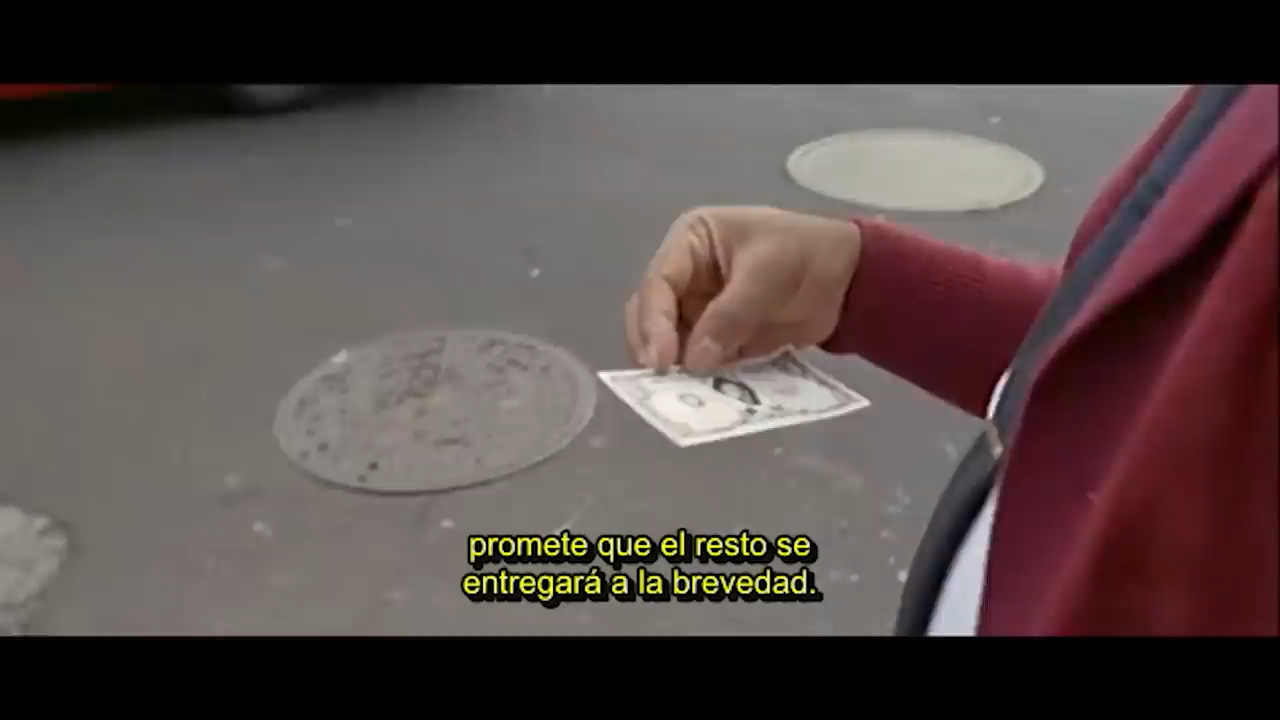 promete que el resto se
entregará a la brevedad.